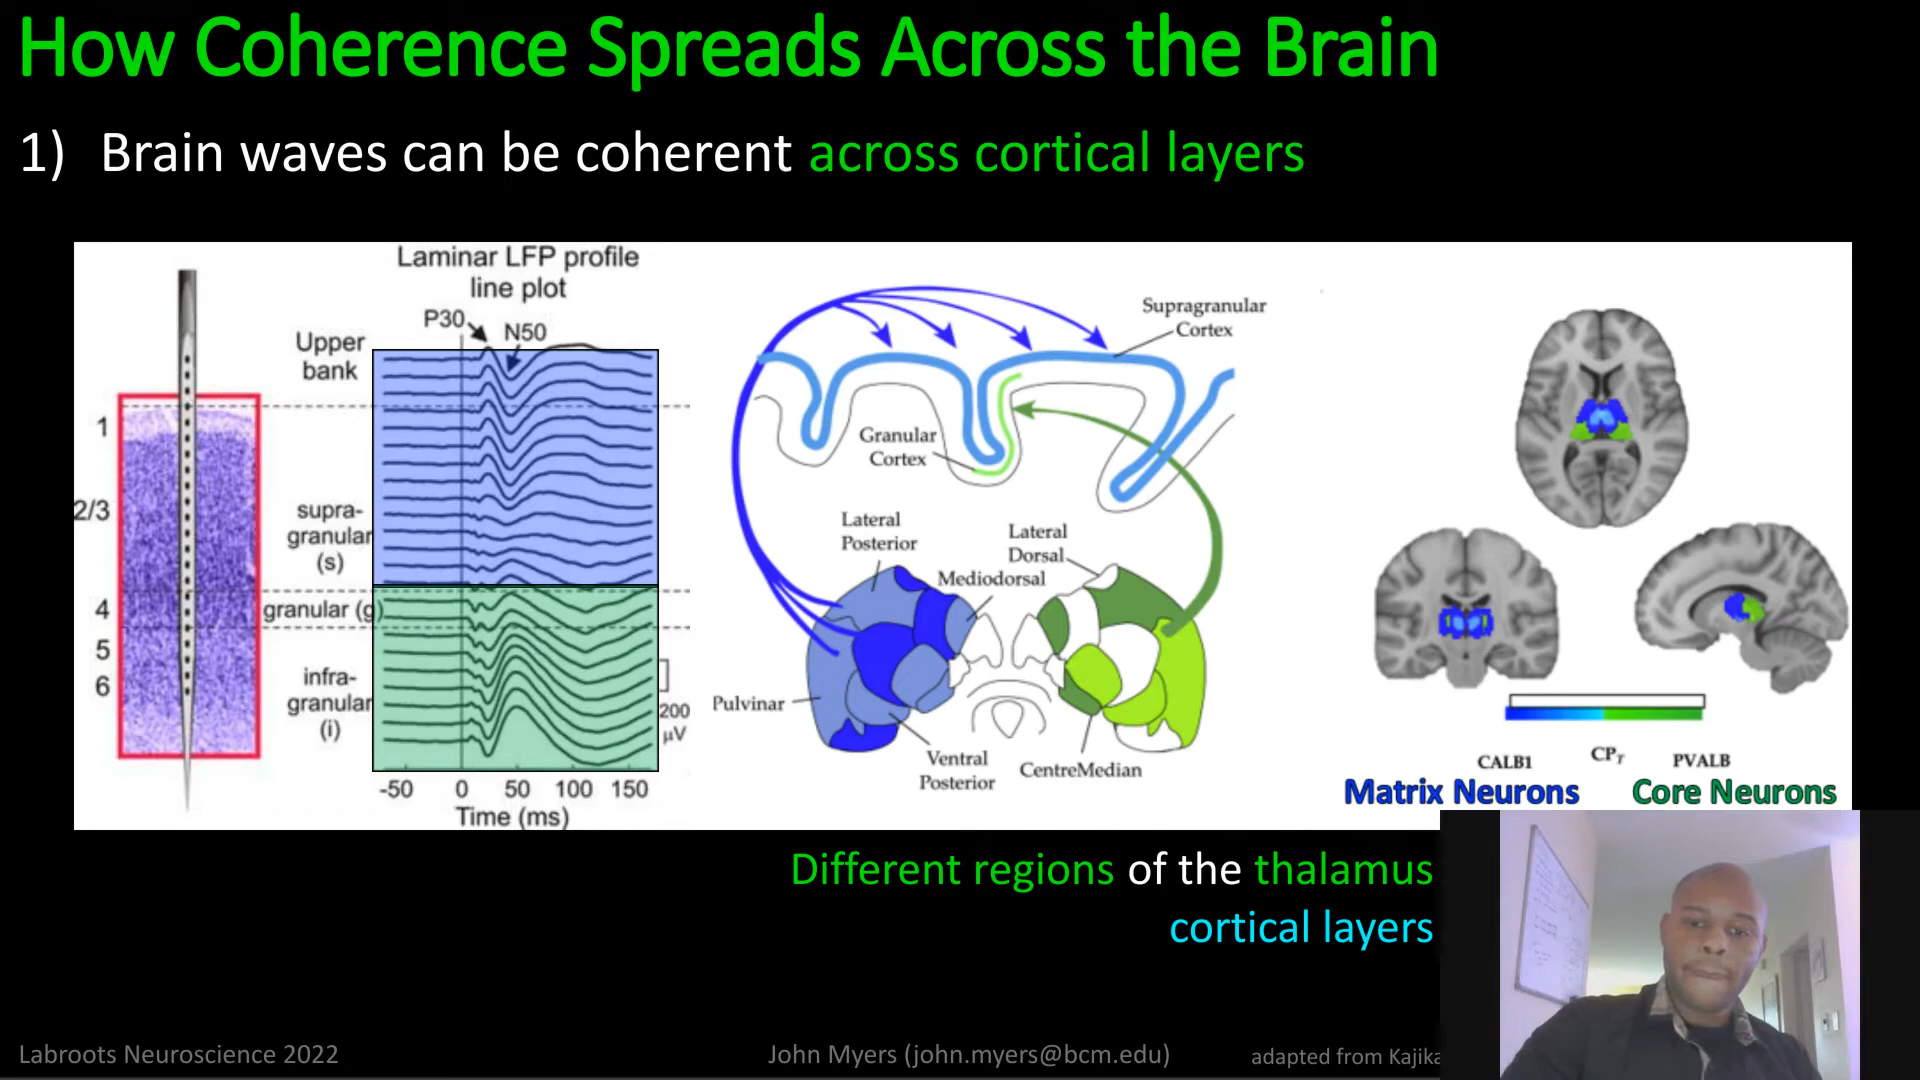 How Coherence Spreads Across the Brain
1) Brain waves can be coherent across cortical layers
Laminar LFP profile
line plot
P30
N50
Upper
bank
1
2/3
supra-
granular
(s)
4
granular (g)
5
6
infra-
granular
(i)
200
µV
-50 0 50 100 150
Time (ms)
Supragranular
Cortex
Granular
Cortex
Lateral
Posterior
Lateral
Dorsal
Mediodorsal
Pulvinar
Ventral
Posterior
CentreMedian
CALB1 CPT PVALB
Matrix Neurons Core Neurons
Different regions of the thalamus
cortical layers
Labroots Neuroscience 2022 John Myers (john.myers@bcm.edu) adapted from Kajika